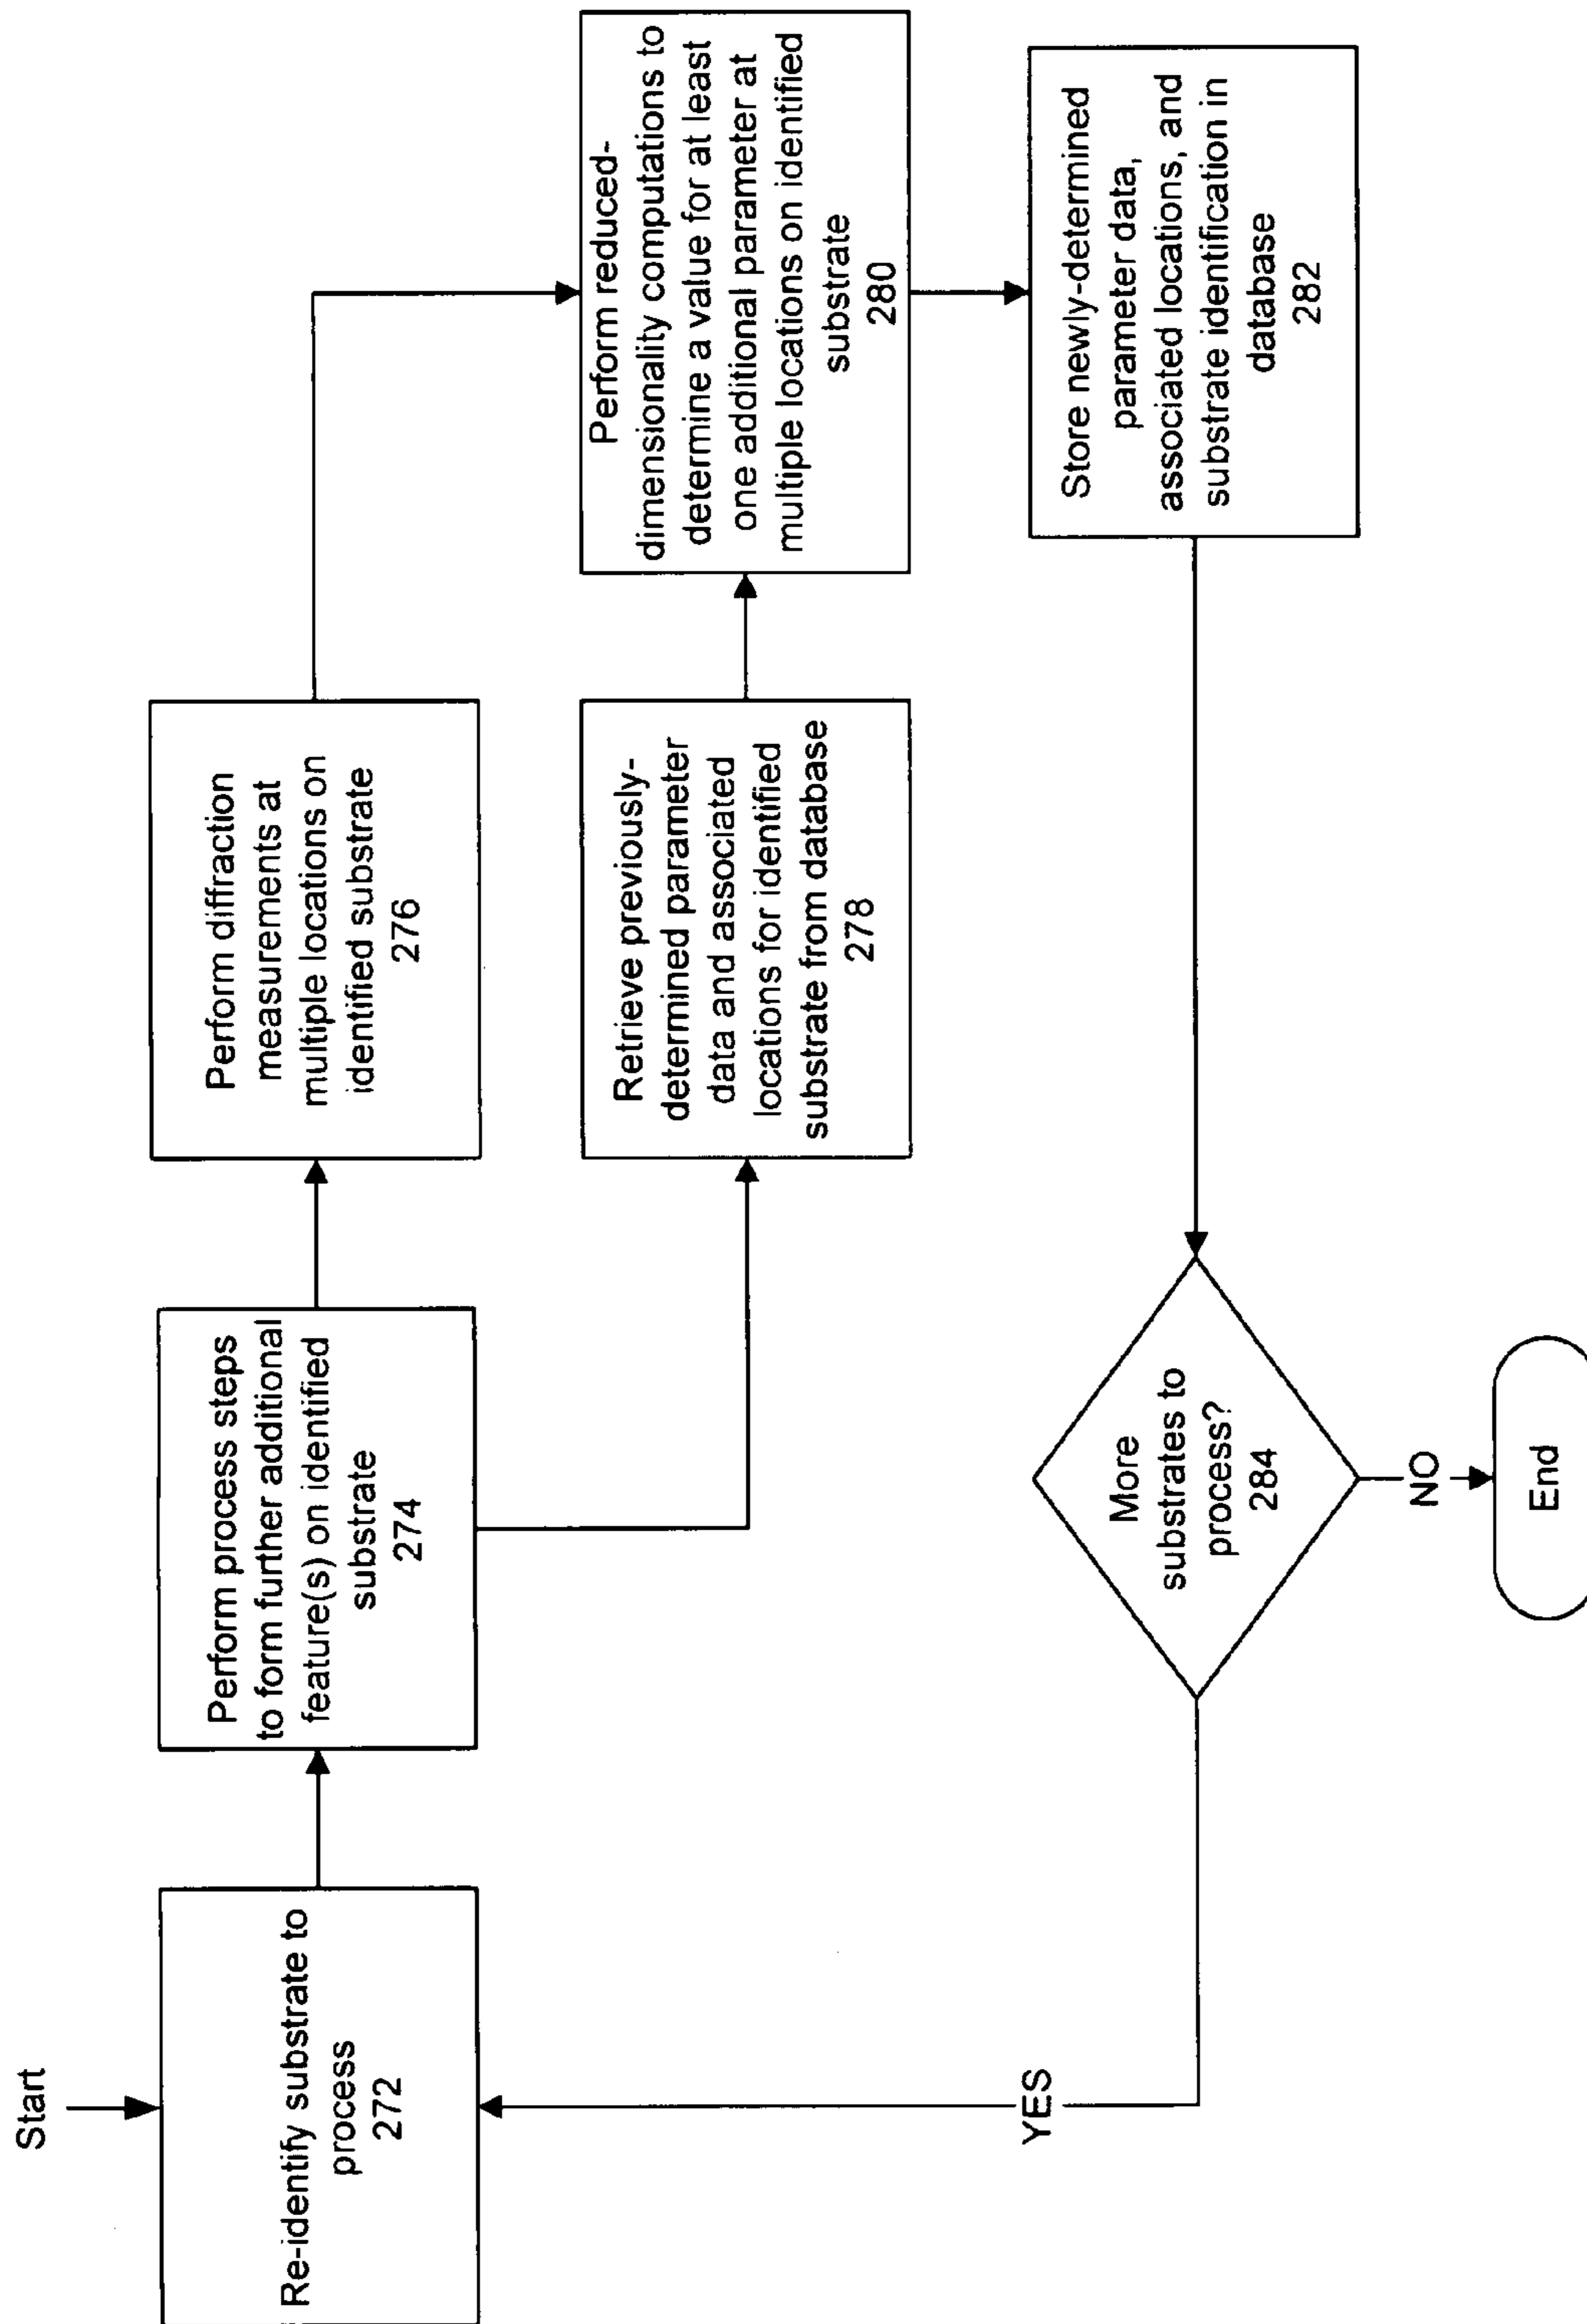 Start
Re-identify substrate to
process
272
Perform process steps
to form further additional
feature(s) on identified
substrate
274
Perform diffraction
measurements at
multiple locations on
identified substrate
276
Retrieve previously-
determined parameter
data and associated
locations for identified
substrate from database
278
Perform reduced-
dimensionality computations to
determine a value for at least
one additional parameter at
multiple locations on identified
substrate
280
Store newly-determined
parameter data,
associated locations, and
substrate identification in
database
282
More
substrates to
process?
284
YES
NO
End